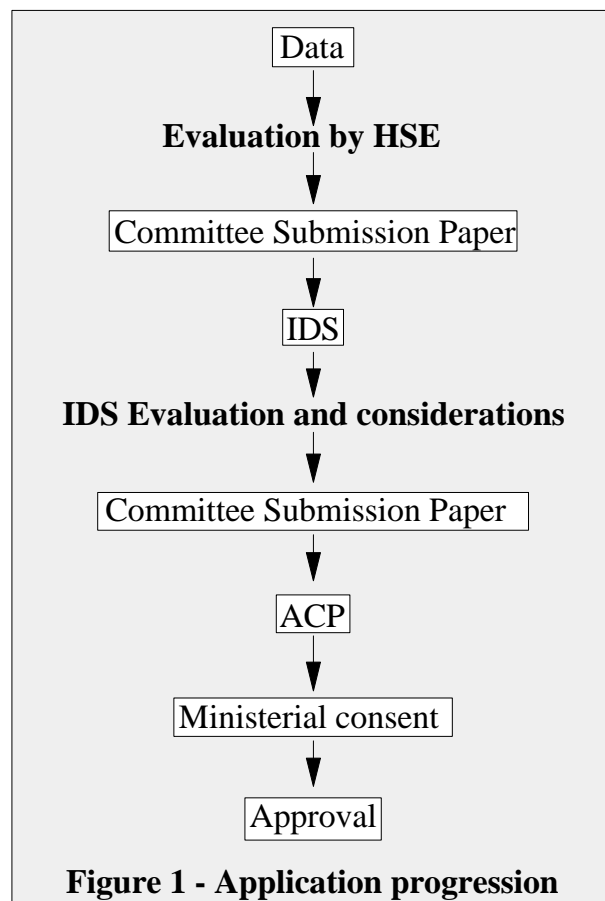 Data
Evaluation by HSE
Committee Submission Paper
IDS
IDS Evaluation and considerations
Committee Submission Paper
ACP
Ministerial consent
Approval
Figure 1 - Application progression